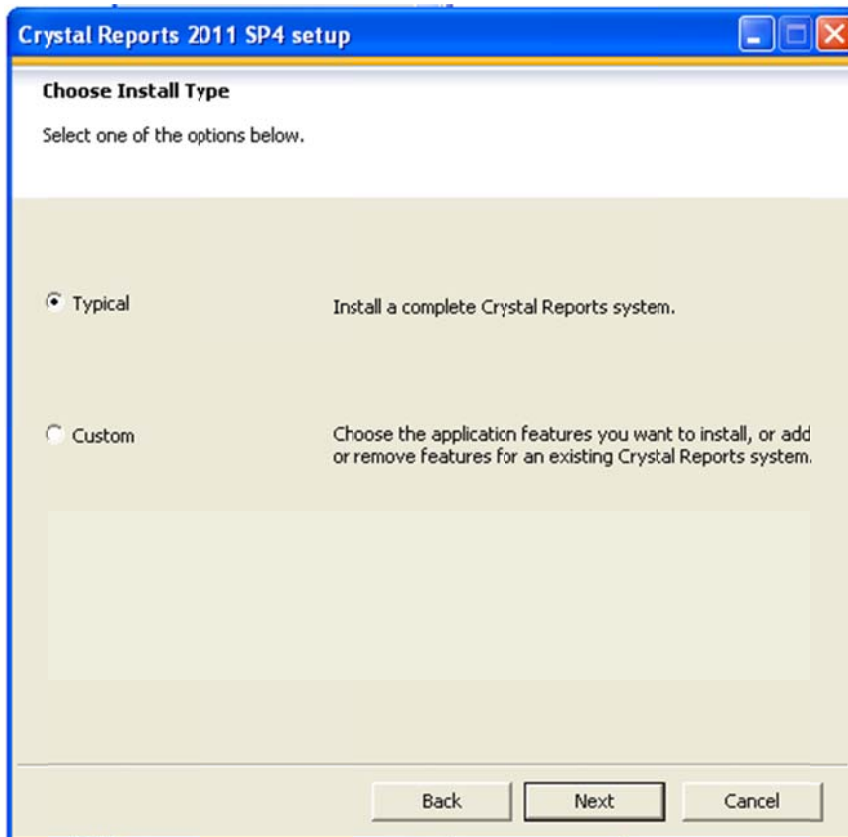 Crystal Reports 2011 SP4 setup
Choose Install Type
Select one of the options below.
Typical
Install a complete Crystal Reports system.
Custom
Choose the application features you want to install, or add
or remove features for an existing Crystal Reports system.
Back
Next
Cancel